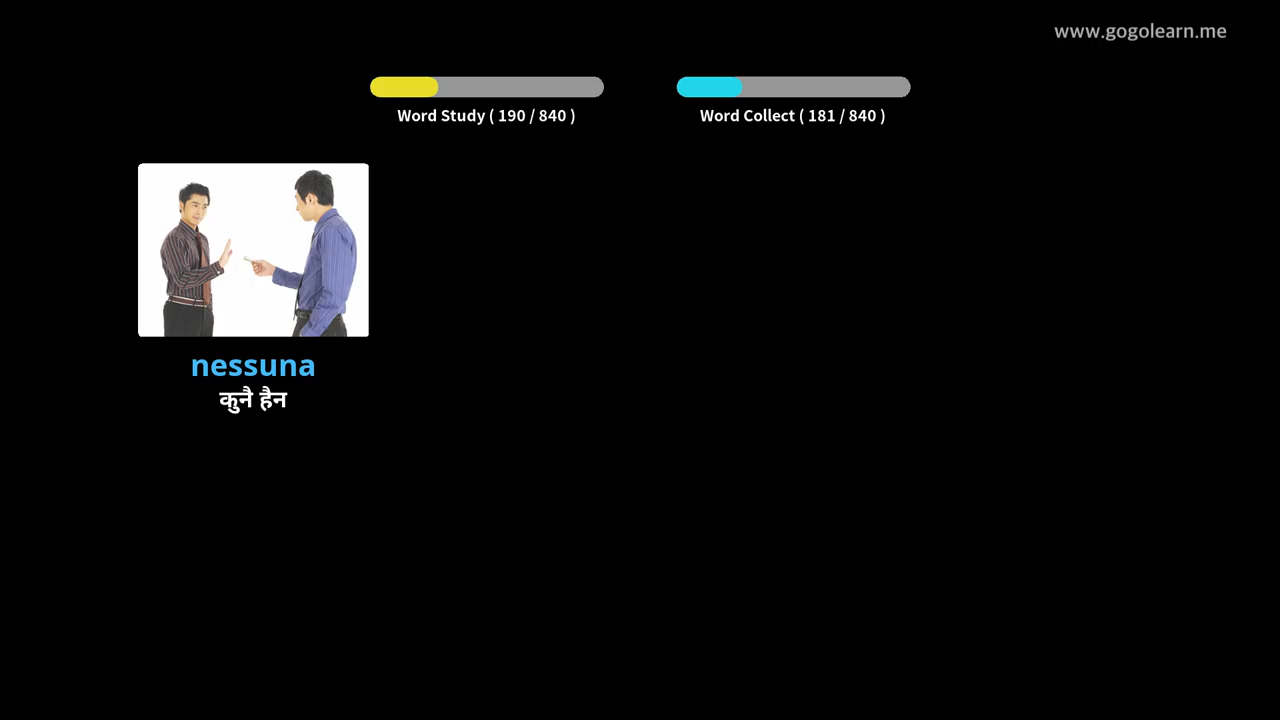 www.gogolearn.me
Word Study ( 190 / 840 )
Word Collect ( 181 / 840 )
nessuna
कुनै हैन